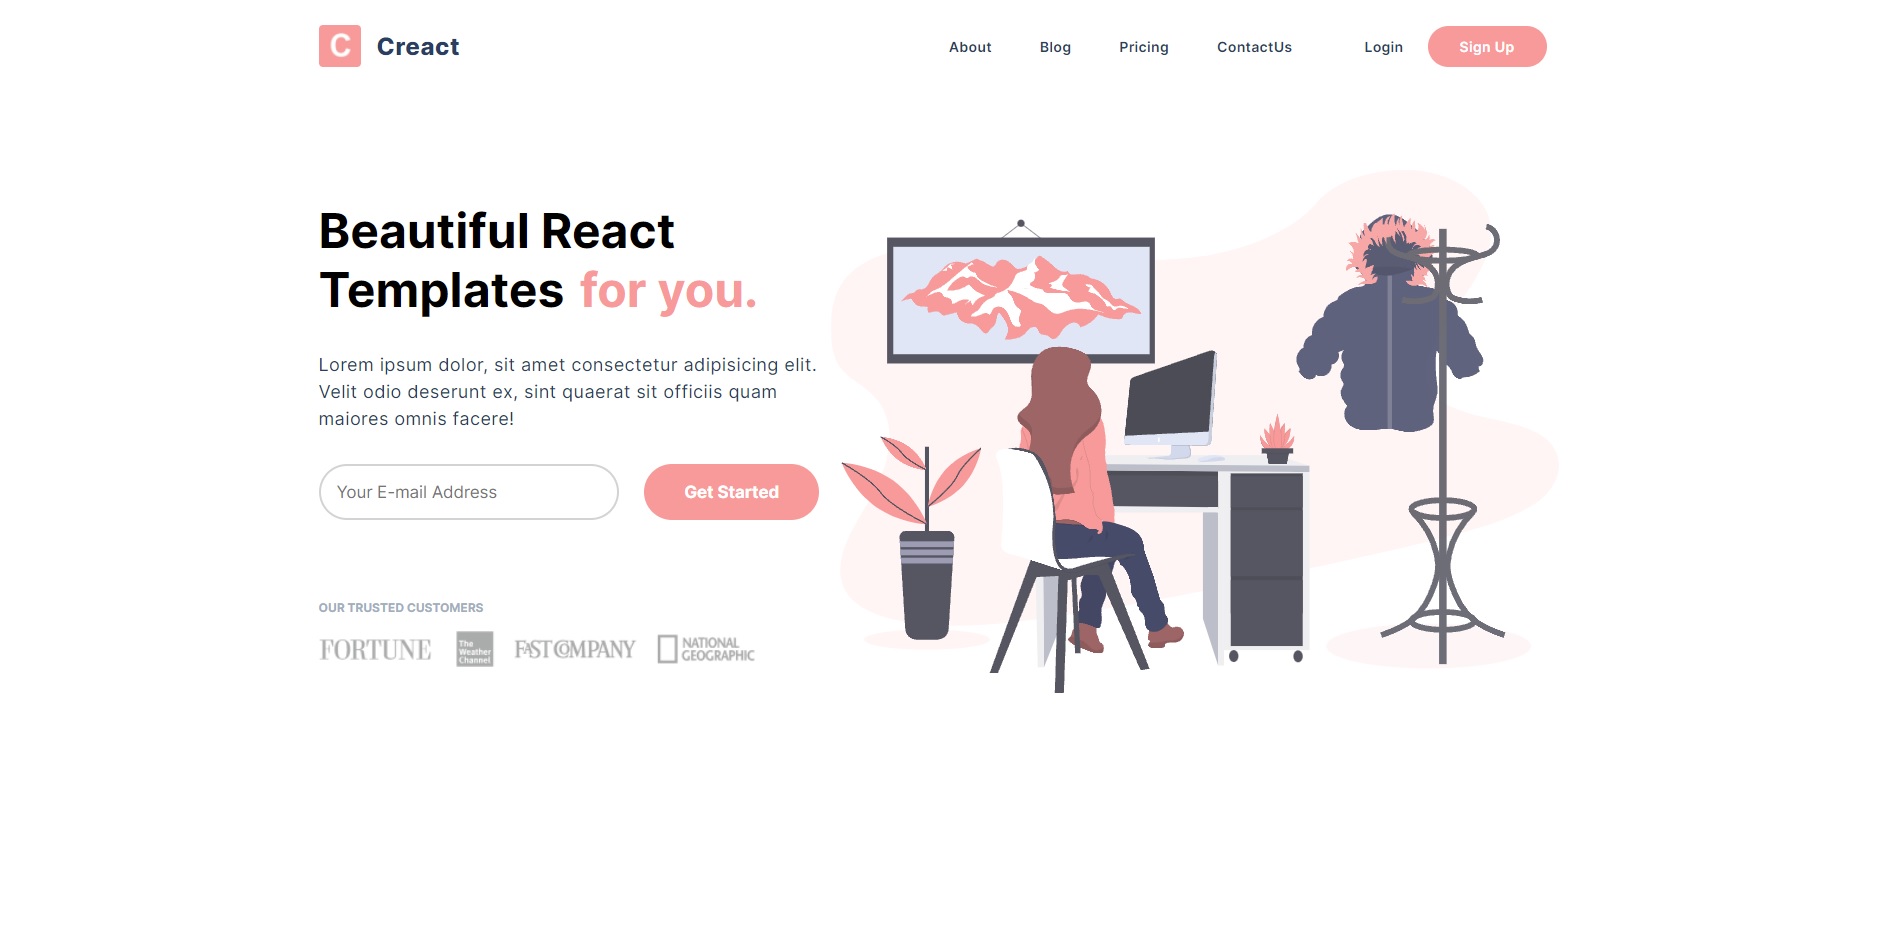 C Creact
About Blog Pricing ContactUs Login Sign Up
Beautiful React
Templates for you.
Lorem ipsum dolor, sit amet consectetur adipisicing elit.
Velit odio deserunt ex, sint quaerat sit officiis quam
maiores omnis facere!
Your E-mail Address
Get Started
OUR TRUSTED CUSTOMERS
FORTUNE
The
Weather
Channel
FAST COMPANY
NATIONAL
GEOGRAPHIC